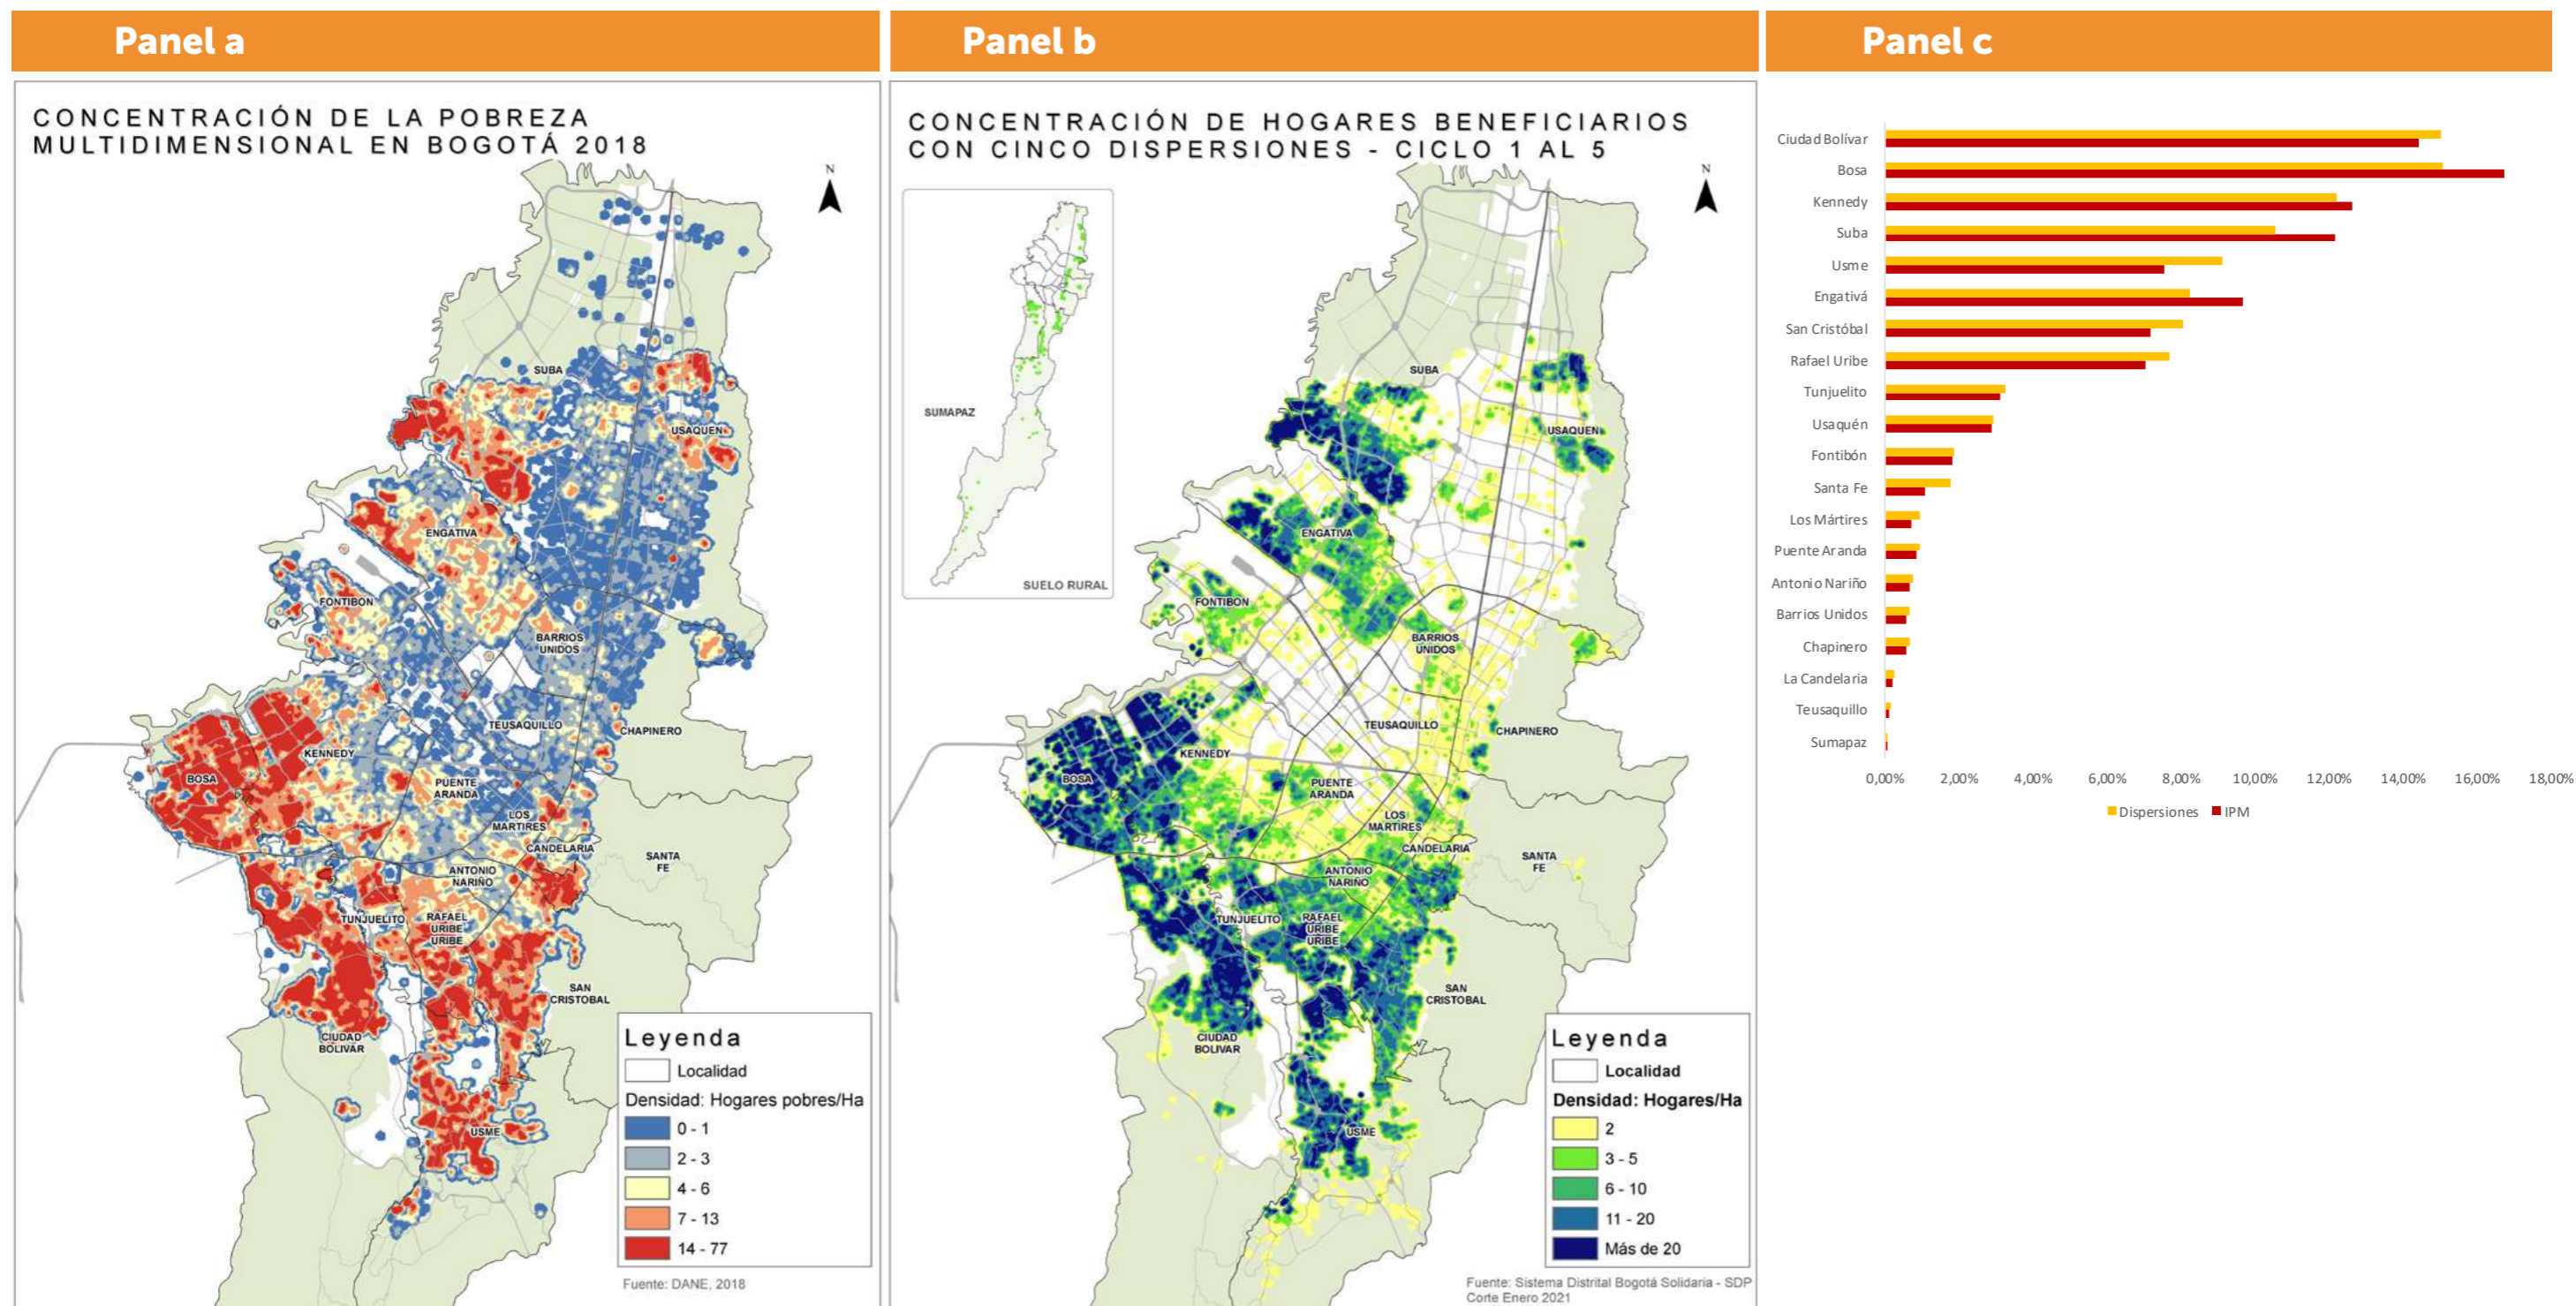 Panel a
Panel b
Panel c
CONCENTRACIÓN DE LA POBREZA
MULTIDIMENSIONAL EN BOGOTÁ 2018
N
SUBA
USAQUEN
ENGATIVA
FONTIBON
BARRIOS
UNIDOS
TEUSAQUILLO
CHAPINERO
KENNEDY
BOSA
PUENTE
ARANDA
LOS
MARTIRES
CANDELARIA
SANTA
FE
ANTONIO
NARIÑO
TUNJUELITO
RAFAEL
URIBE
URIBE
SAN
CRISTOBAL
CIUDAD
BOLIVAR
USME
Leyenda
Localidad
Densidad: Hogares pobres/Ha
0 - 1
2 - 3
4 - 6
7 - 13
14 - 77
Fuente: DANE, 2018
CONCENTRACIÓN DE HOGARES BENEFICIARIOS
CON CINCO DISPERSIONES - CICLO 1 AL 5
N
SUMAPAZ
SUELO RURAL
SUBA
USAQUEN
ENGATIVA
FONTIBON
BARRIOS
UNIDOS
TEUSAQUILLO
CHAPINERO
KENNEDY
BOSA
PUENTE
ARANDA
LOS
MARTIRES
CANDELARIA
SANTA
FE
ANTONIO
NARIÑO
TUNJUELITO
RAFAEL
URIBE
URIBE
SAN
CRISTOBAL
CIUDAD
BOLIVAR
USME
Leyenda
Localidad
Densidad: Hogares/Ha
2
3 - 5
6 - 10
11 - 20
Más de 20
Fuente: Sistema Distrital Bogotá Solidaria - SDP
Corte Enero 2021
Ciudad Bolívar
Bosa
Kennedy
Suba
Usme
Engativá
San Cristóbal
Rafael Uribe
Tunjuelito
Usaquén
Fontibón
Santa Fe
Los Mártires
Puente Aranda
Antonio Nariño
Barrios Unidos
Chapinero
La Candelaria
Teusaquillo
Sumapaz
0,00% 2,00% 4,00% 6,00% 8,00% 10,00% 12,00% 14,00% 16,00% 18,00%
Dispersiones IPM